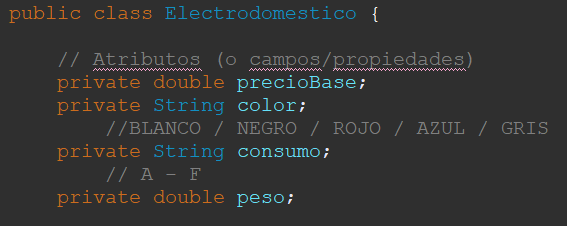 public class Electrodomestico {
// Atributos (o campos/propiedades)
private double precioBase;
private String color;
//BLANCO / NEGRO / ROJO / AZUL / GRIS
private String consumo;
// A – F
private double peso;